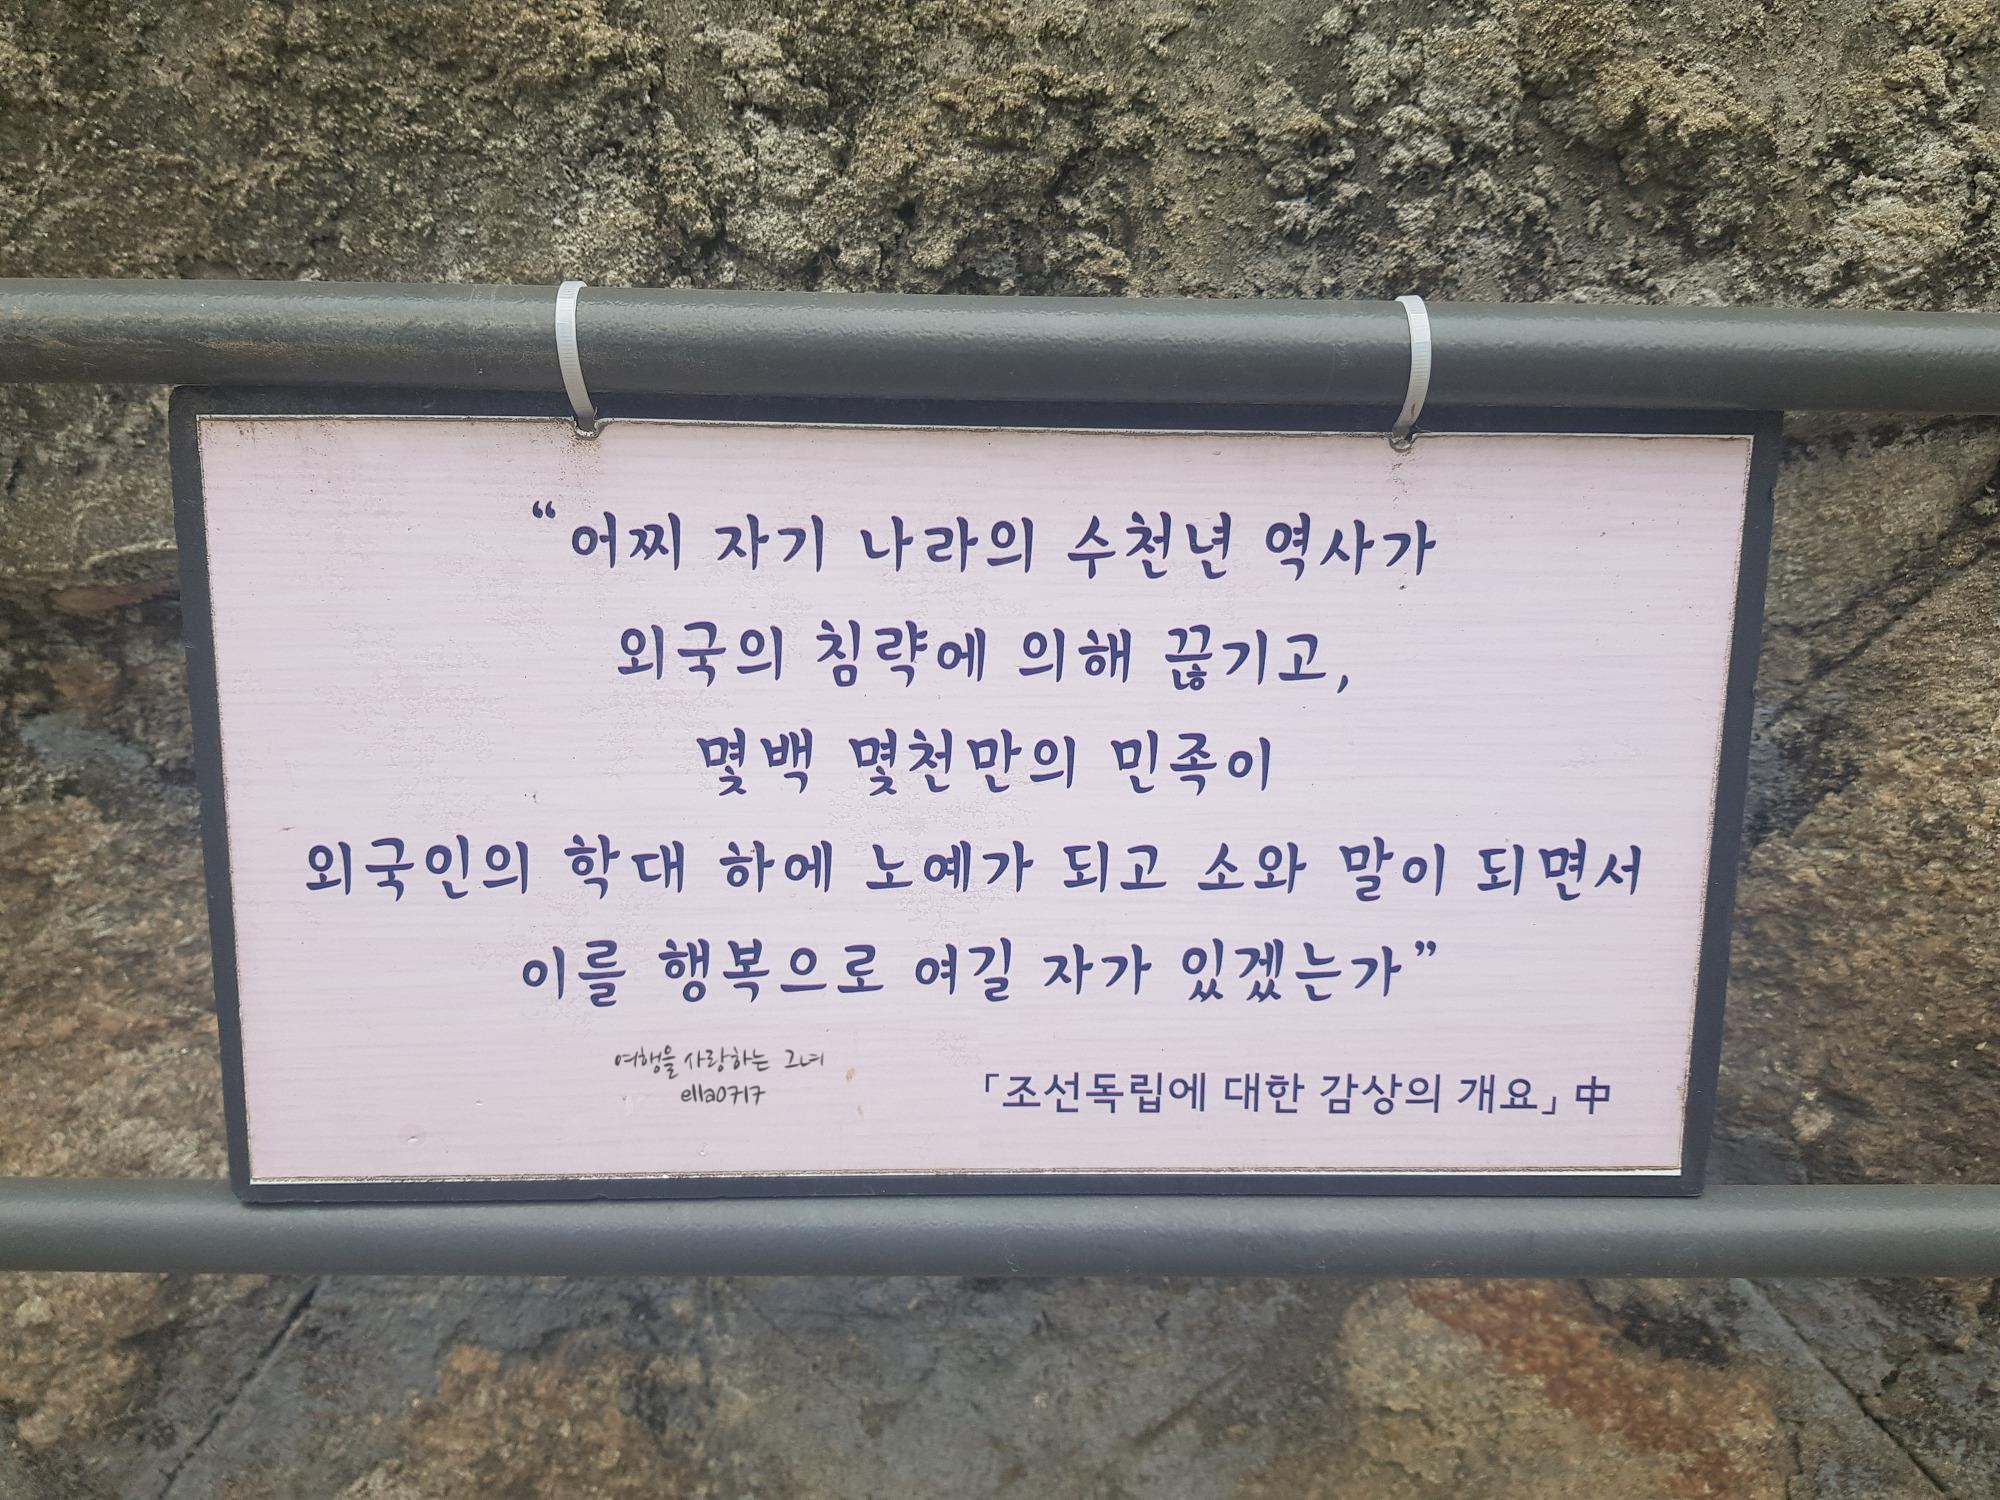 “어찌 자기 나라의 수천년 역사가
외국의 침략에 의해 끊기고,
몇백 몇천만의 민족이
외국인의 학대 하에 노예가 되고 소와 말이 되면서
이를 행복으로 여길 자가 있겠는가”
여행을 사랑하는 그녀
ella0717
「조선독립에 대한 감상의 개요」 中